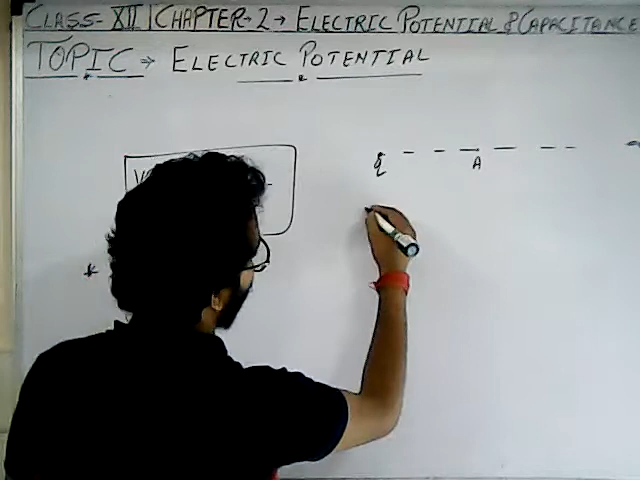 CLASS- XII | CHAPTER-2 → ELECTRIC POTENTIAL & CAPACITANCE
TOPIC → ELECTRIC POTENTIAL
q
A